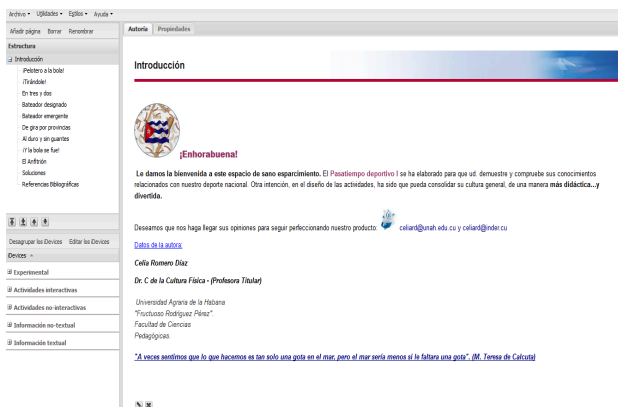 Archivo Utilidades Estilos Ayuda
Añadir página Borrar Renombrar
Estructura
Introducción
¡Pelotero a la bola!
¡Tirándole!
En tres y dos
Bateador designado
Bateador emergente
De gira por provincias
Al duro y sin guantes
¡Y la bola se fue!
El Anfitrión
Soluciones
Referencias Bibliográficas
Desagrupar los iDevices Editar los iDevices
iDevices
Experimental
Actividades interactivas
Actividades no-interactivas
Información no-textual
Información textual
Autoría Propiedades
Introducción
¡Enhorabuena!
Le damos la bienvenida a este espacio de sano esparcimiento. El Pasatiempo deportivo I se ha elaborado para que ud. demuestre y compruebe sus conocimientos
relacionados con nuestro deporte nacional. Otra intención, en el diseño de las actividades, ha sido que pueda consolidar su cultura general, de una manera más didáctica...y
divertida.
Deseamos que nos haga llegar sus opiniones para seguir perfeccionando nuestro producto: celiard@unah.edu.cu y celiard@inder.cu
Datos de la autora:
Celia Romero Díaz
Dr. C de la Cultura Física - (Profesora Titular)
Universidad Agraria de la Habana
"Fructuoso Rodríguez Pérez".
Facultad de Ciencias
Pedagógicas.
"A veces sentimos que lo que hacemos es tan solo una gota en el mar, pero el mar sería menos si le faltara una gota". (M. Teresa de Calcuta)